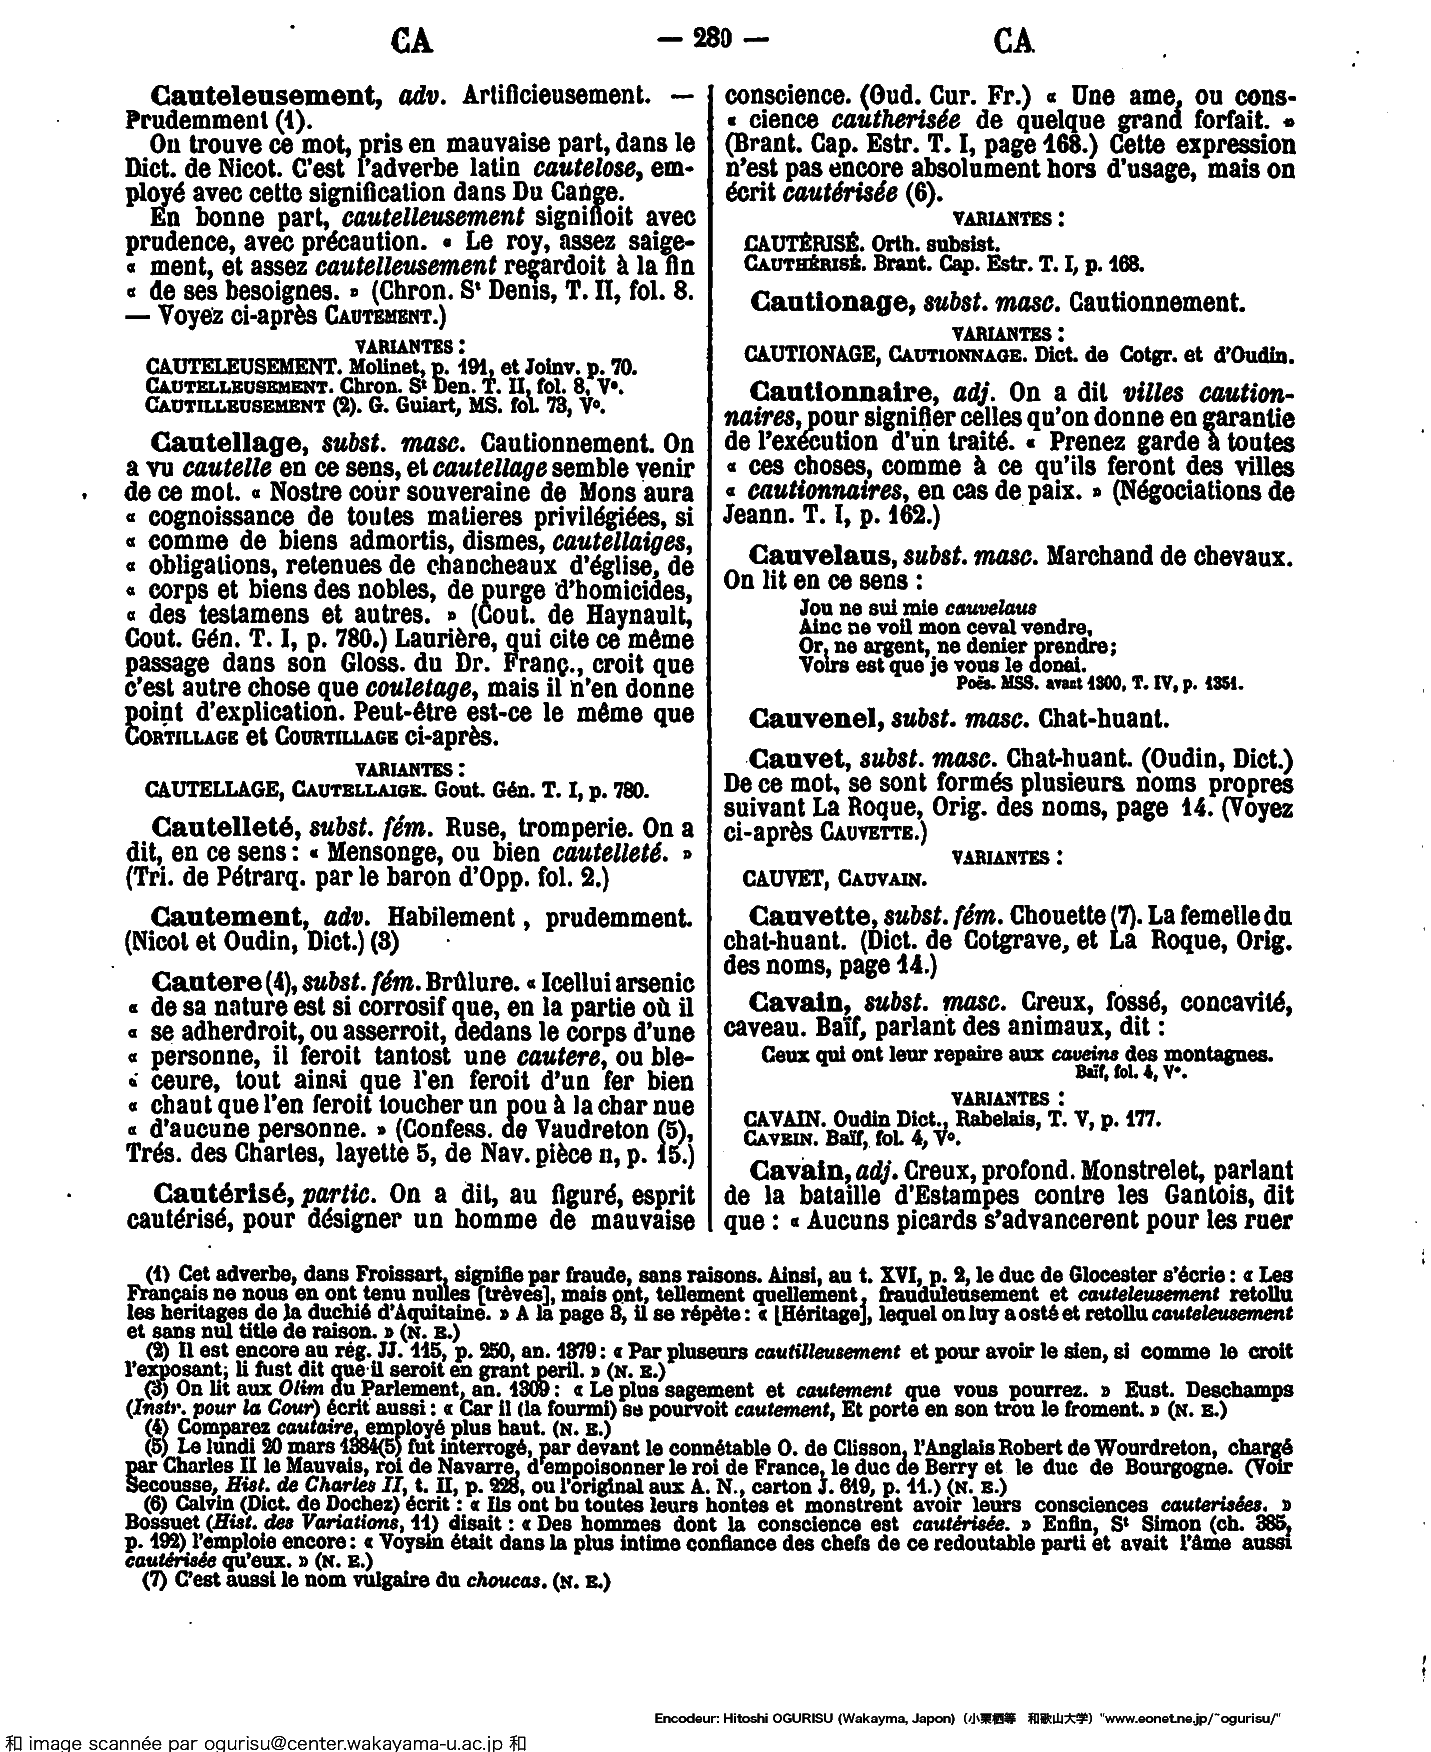 CA — 280 — CA
Cauteleusement, adv. Artificieusement. —
Prudemment (1).
On trouve ce mot, pris en mauvaise part, dans le
Dict. de Nicot. C'est l'adverbe latin cautelose, em-
ployé avec cette signification dans Du Cange.
En bonne part, cautelleusement signifioit avec
prudence, avec précaution. « Le roy, assez saige-
« ment, et assez cautelleusement regardoit à la fin
« de ses besoignes. » (Chron. St Denis, T. II, fol. 8.
— Voyez ci-après CAUTEMENT.)
VARIANTES :
CAUTELEUSEMENT. Molinet, p. 191, et Joinv. p. 70.
CAUTELLEUSEMENT. Chron. St Den. T. II, fol. 8, Vo.
CAUTILLEUSEMENT (2). G. Guiart, MS. fol. 73, Vo.
Cautellage, subst. masc. Cautionnement. On
a vu cautelle en ce sens, et cautellage semble venir
de ce mot. « Nostre cour souveraine de Mons aura
« cognoissance de toutes matieres privilégiées, si
« comme de biens admortis, dismes, cautellaiges,
« obligations, retenues de chancheaux d'église, de
« corps et biens des nobles, de purge d'homicides,
« des testamens et autres. » (Cout. de Haynault,
Cout. Gén. T. I, p. 780.) Laurière, qui cite ce même
passage dans son Gloss. du Dr. Franç., croit que
c'est autre chose que couletage, mais il n'en donne
point d'explication. Peut-être est-ce le même que
CORTILLAGE et COURTILLAGE ci-après.
VARIANTES :
CAUTELLAGE, CAUTELLAIGE. Gout. Gén. T. I, p. 780.
Cautelleté, subst. fém. Ruse, tromperie. On a
dit, en ce sens : « Mensonge, ou bien cautelleté. »
(Tri. de Pétrarq. par le baron d'Opp. fol. 2.)
Cautement, adv. Habilement, prudemment.
(Nicot et Oudin, Dict.) (3)
Cautere (4), subst. fém. Brûlure. « Icellui arsenic
« de sa nature est si corrosif que, en la partie où il
« se adherdroit, ou asserroit, dedans le corps d'une
« personne, il feroit tantost une cautere, ou ble-
« ceure, tout ainsi que l'en feroit d'un fer bien
« chaut que l'en feroit toucher un pou à la char nue
« d'aucune personne. » (Confess. de Vaudreton (5),
Trés. des Chartes, layette 5, de Nav. pièce II, p. 15.)
Cautérisé, partic. On a dit, au figuré, esprit
cautérisé, pour désigner un homme de mauvaise
conscience. (Oud. Cur. Fr.) « Une ame, ou cons-
« cience cautherisée de quelque grand forfait. »
(Brant. Cap. Estr. T. I, page 168.) Cette expression
n'est pas encore absolument hors d'usage, mais on
écrit cautérisée (6).
VARIANTES :
CAUTÉRISÉ. Orth. subsist.
CAUTHÉRISÉ. Brant. Cap. Estr. T. I, p. 168.
Cautionage, subst. masc. Cautionnement.
VARIANTES :
CAUTIONAGE, CAUTIONNAGE. Dict. de Cotgr. et d'Oudin.
Cautionnaire, adj. On a dit villes caution-
naires, pour signifier celles qu'on donne en garantie
de l'exécution d'un traité. « Prenez garde à toutes
« ces choses, comme à ce qu'ils feront des villes
« cautionnaires, en cas de paix. » (Négociations de
Jeann. T. I, p. 162.)
Cauvelaus, subst. masc. Marchand de chevaux.
On lit en ce sens :
Jou ne sui mie cauvelaus
Ainc ne voil mon ceval vendre,
Or, ne argent, ne denier prendre;
Voirs est que je vous le donai.
Poës. MSS. avant 1300, T. IV, p. 1351.
Cauvenel, subst. masc. Chat-huant.
Cauvet, subst. masc. Chat-huant. (Oudin, Dict.)
De ce mot, se sont formés plusieurs noms propres
suivant La Roque, Orig. des noms, page 14. (Voyez
ci-après CAUVETTE.)
VARIANTES :
CAUVET, CAUVAIN.
Cauvette, subst. fém. Chouette (7). La femelle du
chat-huant. (Dict. de Cotgrave, et La Roque, Orig.
des noms, page 14.)
Cavain, subst. masc. Creux, fossé, concavité,
caveau. Baïf, parlant des animaux, dit :
Ceux qui ont leur repaire aux caveins des montagnes.
Baïf, fol. 4, Vo.
VARIANTES :
CAVAIN. Oudin Dict., Rabelais, T. V, p. 177.
CAVEIN. Baïf, fol. 4, Vo.
Cavain, adj. Creux, profond. Monstrelet, parlant
de la bataille d'Estampes contre les Gantois, dit
que : « Aucuns picards s'advancerent pour les ruer
(1) Cet adverbe, dans Froissart, signifie par fraude, sans raisons. Ainsi, au t. XVI, p. 2, le duc de Glocester s'écrie : « Les
Français ne nous en ont tenu nulles [trèves], mais ont, tellement quellement, frauduleusement et cauteleusement retollu
les heritages de la duchié d'Aquitaine. » A la page 3, il se répète : « [Héritage], lequel on luy a osté et retollu cauteleusement
et sans nul title de raison. » (N. E.)
(2) Il est encore au rég. JJ. 115, p. 250, an. 1379 : « Par pluseurs cautilleusement et pour avoir le sien, si comme le croit
l'exposant; li fust dit que il seroit en grant peril. » (N. E.)
(3) On lit aux Olim du Parlement, an. 1309 : « Le plus sagement et cautement que vous pourrez. » Eust. Deschamps
(Instr. pour la Cour) écrit aussi : « Car il (la fourmi) se pourvoit cautement, Et porte en son trou le froment. » (N. E.)
(4) Comparez cautaire, employé plus haut. (N. E.)
(5) Le lundi 20 mars 1384(5) fut interrogé, par devant le connétable O. de Clisson, l'Anglais Robert de Wourdreton, chargé
par Charles II le Mauvais, roi de Navarre, d'empoisonner le roi de France, le duc de Berry et le duc de Bourgogne. (Voir
Secousse, Hist. de Charles II, t. II, p. 228, ou l'original aux A. N., carton J. 619, p. 11.) (N. E.)
(6) Calvin (Dict. de Dochez) écrit : « Ils ont bu toutes leurs hontes et monstrent avoir leurs consciences cauterisées. »
Bossuet (Hist. des Variations, 11) disait : « Des hommes dont la conscience est cautérisée. » Enfin, St Simon (ch. 385,
p. 192) l'emploie encore : « Voysin était dans la plus intime confiance des chefs de ce redoutable parti et avait l'âme aussi
cautérisée qu'eux. » (N. E.)
(7) C'est aussi le nom vulgaire du choucas. (N. E.)
Encodeur: Hitoshi OGURISU (Wakayma, Japon) (小栗栖等 和歌山大学) "www.eonet.ne.jp/~ogurisu/"
和 image scannée par ogurisu@center.wakayama-u.ac.jp 和